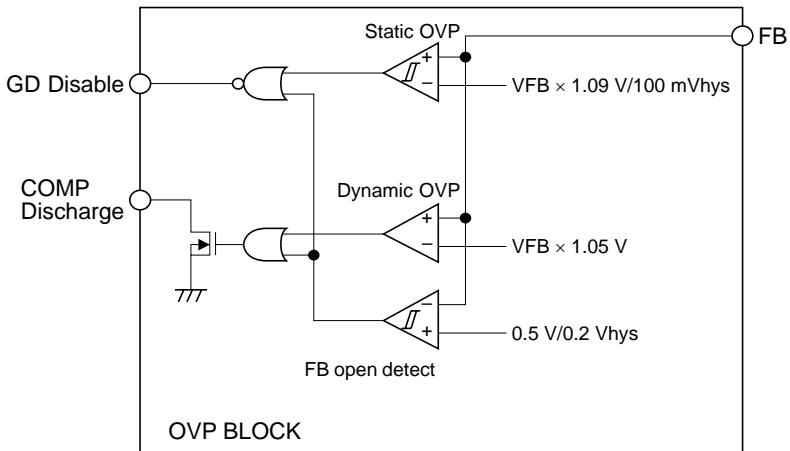 Static OVP
FB
+
−
GD Disable
VFB × 1.09 V/100 mVhys
COMP
Discharge
Dynamic OVP
+
−
VFB × 1.05 V
−
+
0.5 V/0.2 Vhys
FB open detect
OVP BLOCK